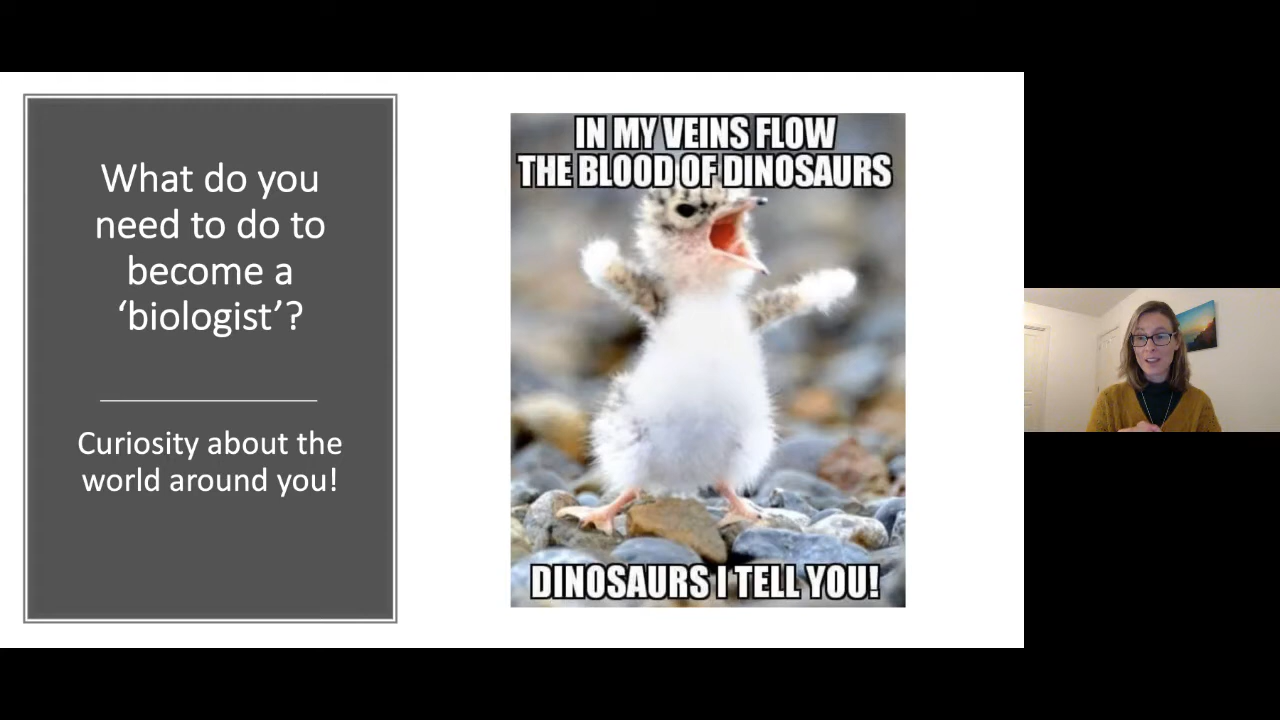 What do you
need to do to
become a
‘biologist’?
Curiosity about the
world around you!
IN MY VEINS FLOW
THE BLOOD OF DINOSAURS
DINOSAURS I TELL YOU!